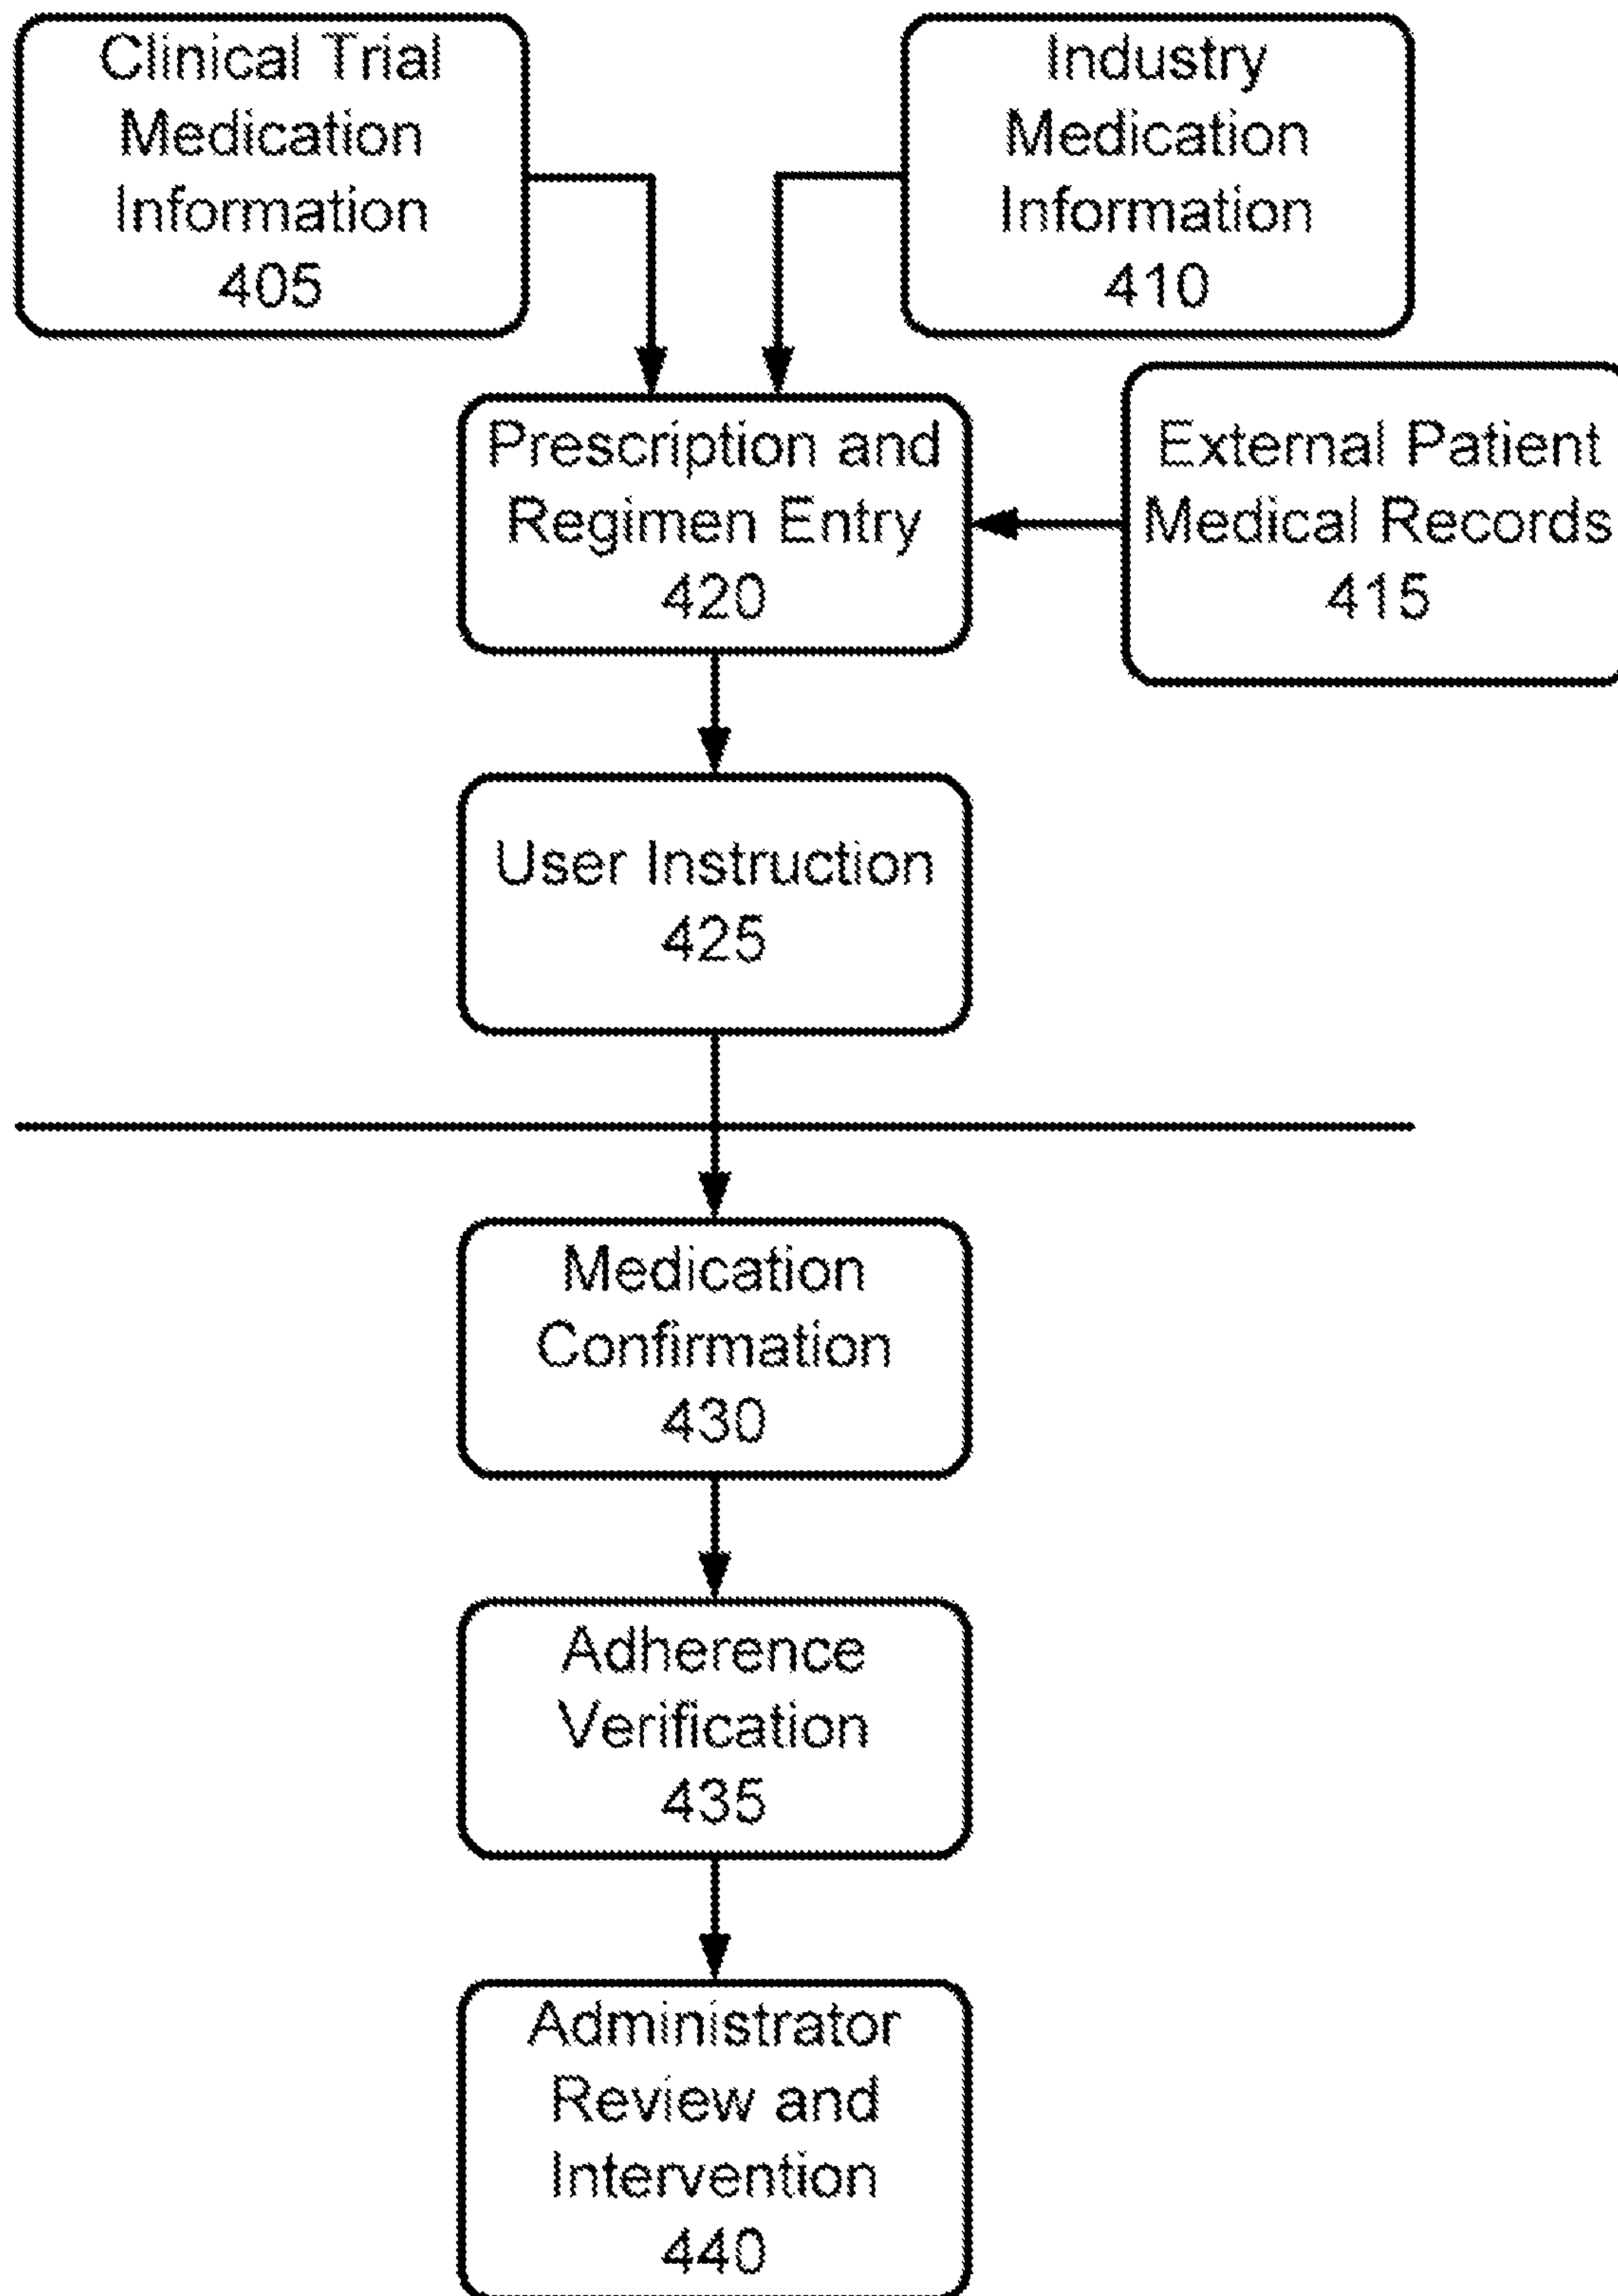 Clinical Trial
Medication
Information
405
Industry
Medication
Information
410
Prescription and
Regimen Entry
420
External Patient
Medical Records
415
User Instruction
425
Medication
Confirmation
430
Adherence
Verification
435
Administrator
Review and
Intervention
440